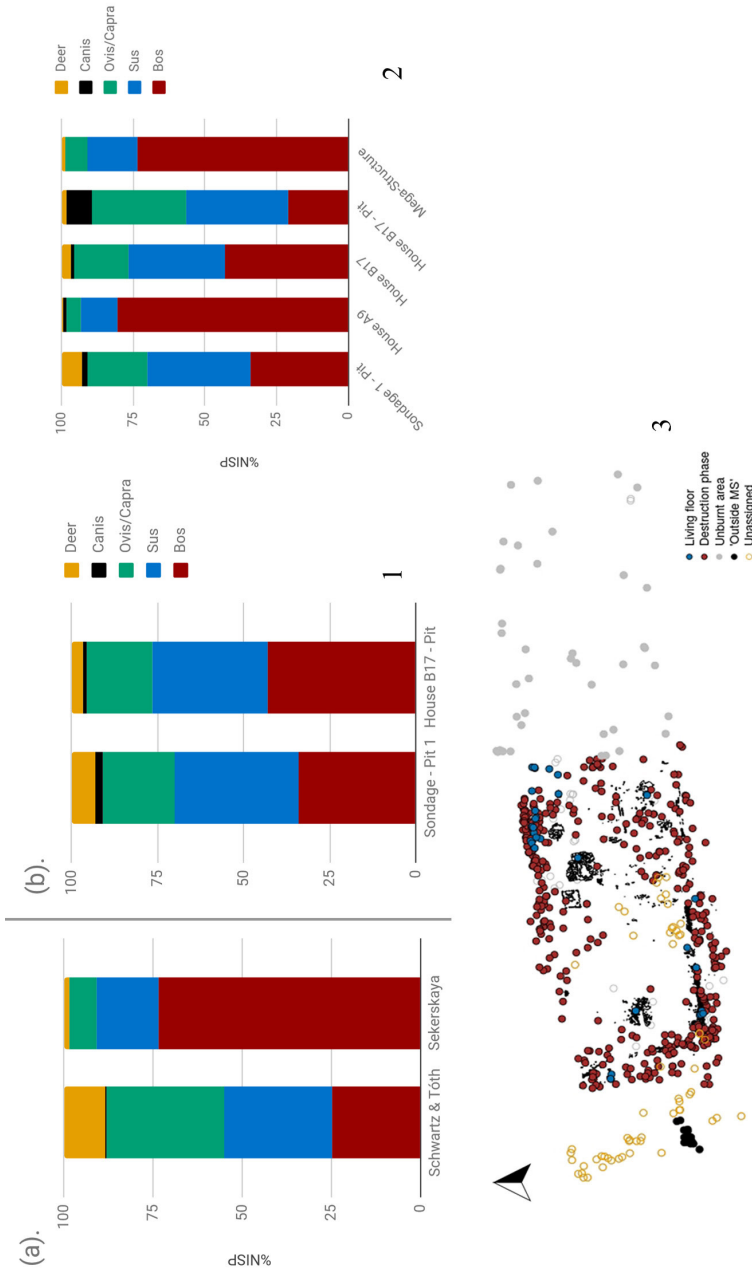 (a).
%NISP
100
75
50
25
0
Schwartz & Tóth
Sekerskaya
(b).
100
75
50
25
0
Sondage - Pit 1
House B17 - Pit
Deer
Canis
Ovis/Capra
Sus
Bos
1
%NISP
100
75
50
25
0
Sondage 1 - Pit
House A9
House B17
House B17 - Pit
Mega-Structure
Deer
Canis
Ovis/Capra
Sus
Bos
2
Living floor
Destruction phase
Unburnt area
'Outside MS'
Unassigned
3